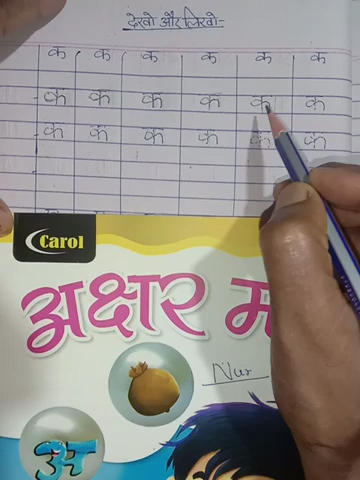 देखो और लिखो-
क क क क क क
क क क क क क
क क क क क क
Carol
अक्षर
Nur
अ